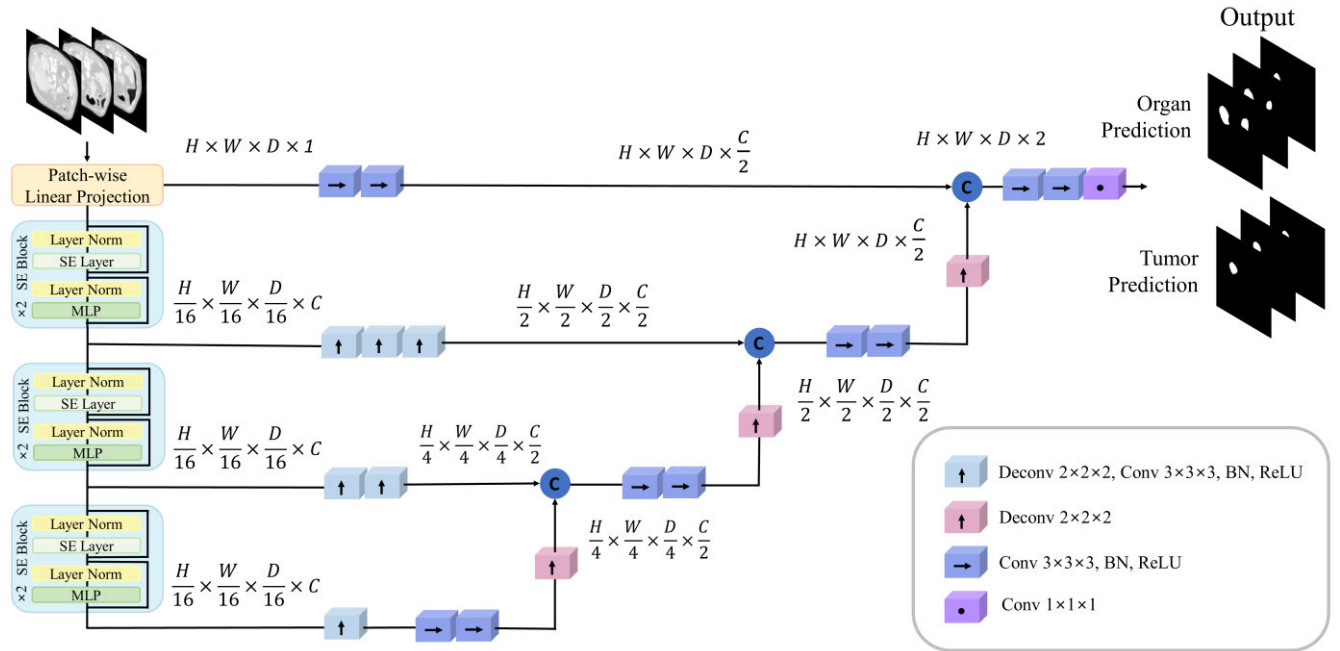 Output
Organ
Prediction
Tumor
Prediction
Patch-wise
Linear Projection
H × W × D × 1
H × W × D × C/2
H × W × D × 2
C
H × W × D × C/2
×2 SE Block
Layer Norm
SE Layer
Layer Norm
MLP
H/16 × W/16 × D/16 × C
H/2 × W/2 × D/2 × C/2
C
H/2 × W/2 × D/2 × C/2
×2 SE Block
Layer Norm
SE Layer
Layer Norm
MLP
H/16 × W/16 × D/16 × C
H/4 × W/4 × D/4 × C/2
C
H/4 × W/4 × D/4 × C/2
×2 SE Block
Layer Norm
SE Layer
Layer Norm
MLP
H/16 × W/16 × D/16 × C
Deconv 2×2×2, Conv 3×3×3, BN, ReLU
Deconv 2×2×2
Conv 3×3×3, BN, ReLU
Conv 1×1×1